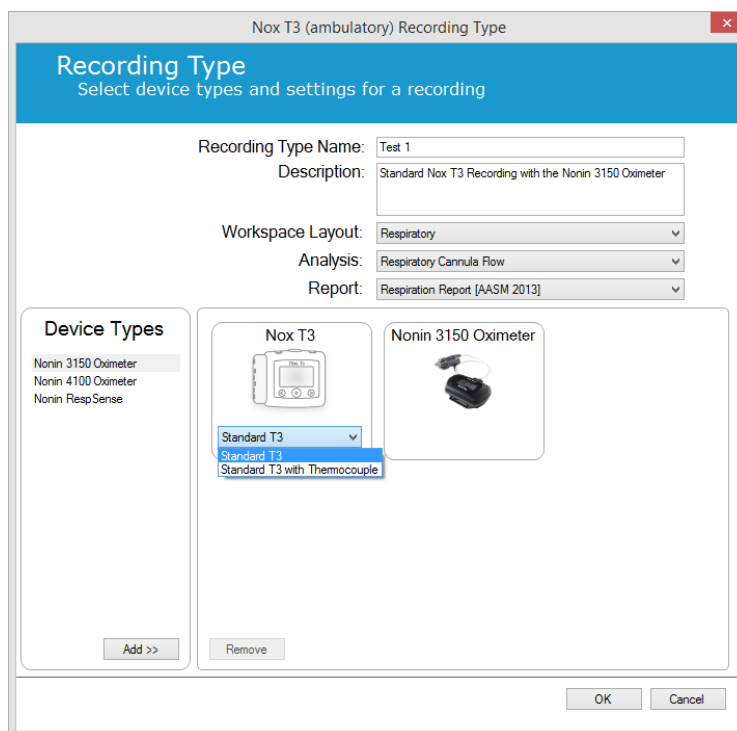 Nox T3 (ambulatory) Recording Type
×
Recording Type
Select device types and settings for a recording
Recording Type Name:
Test 1
Description:
Standard Nox T3 Recording with the Nonin 3150 Oximeter
Workspace Layout:
Respiratory
Analysis:
Respiratory Cannula Flow
Report:
Respiration Report [AASM 2013]
Device Types
Nonin 3150 Oximeter
Nonin 4100 Oximeter
Nonin RespSense
Add >>
Nox T3
Nox T3
Standard T3
Standard T3
Standard T3 with Thermocouple
Nonin 3150 Oximeter
Remove
OK
Cancel